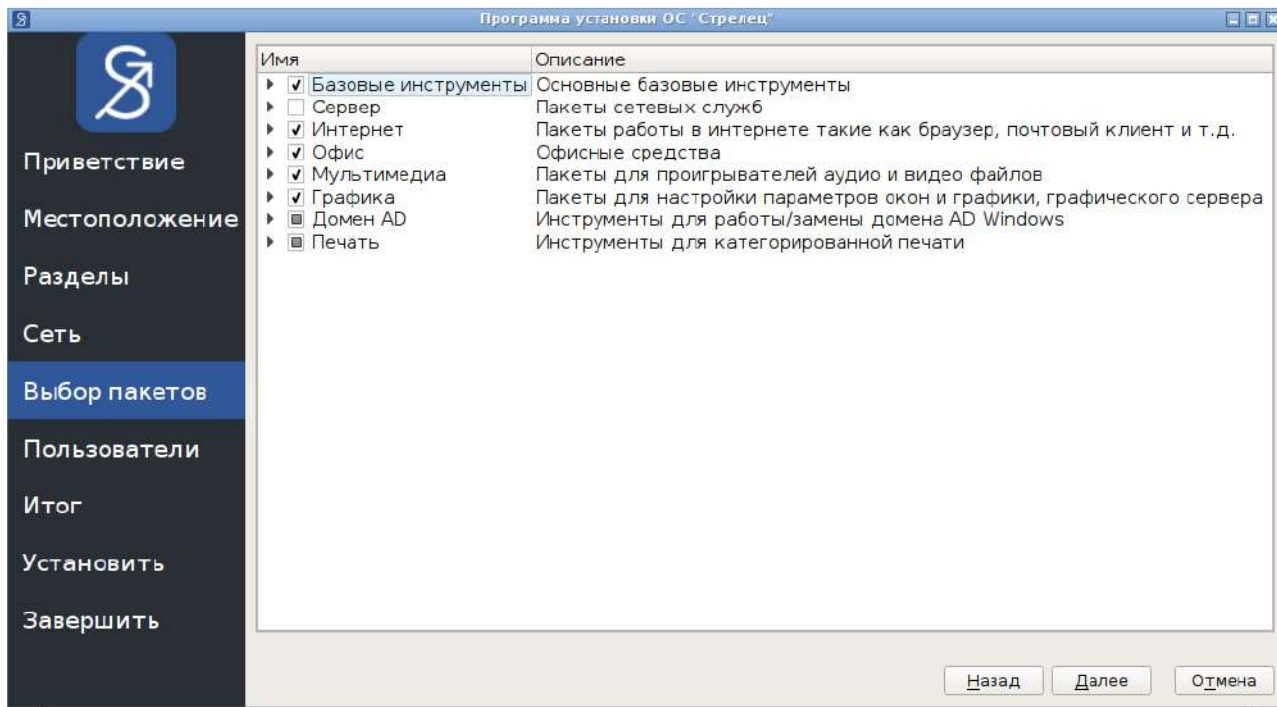 Программа установки ОС "Стрелец"
Приветствие
Местоположение
Разделы
Сеть
Выбор пакетов
Пользователи
Итог
Установить
Завершить
Имя Описание
Базовые инструменты Основные базовые инструменты
Сервер Пакеты сетевых служб
Интернет Пакеты работы в интернете такие как браузер, почтовый клиент и т.д.
Офис Офисные средства
Мультимедиа Пакеты для проигрывателей аудио и видео файлов
Графика Пакеты для настройки параметров окон и графики, графического сервера
Домен AD Инструменты для работы/замены домена AD Windows
Печать Инструменты для категорированной печати
Назад Далее Отмена